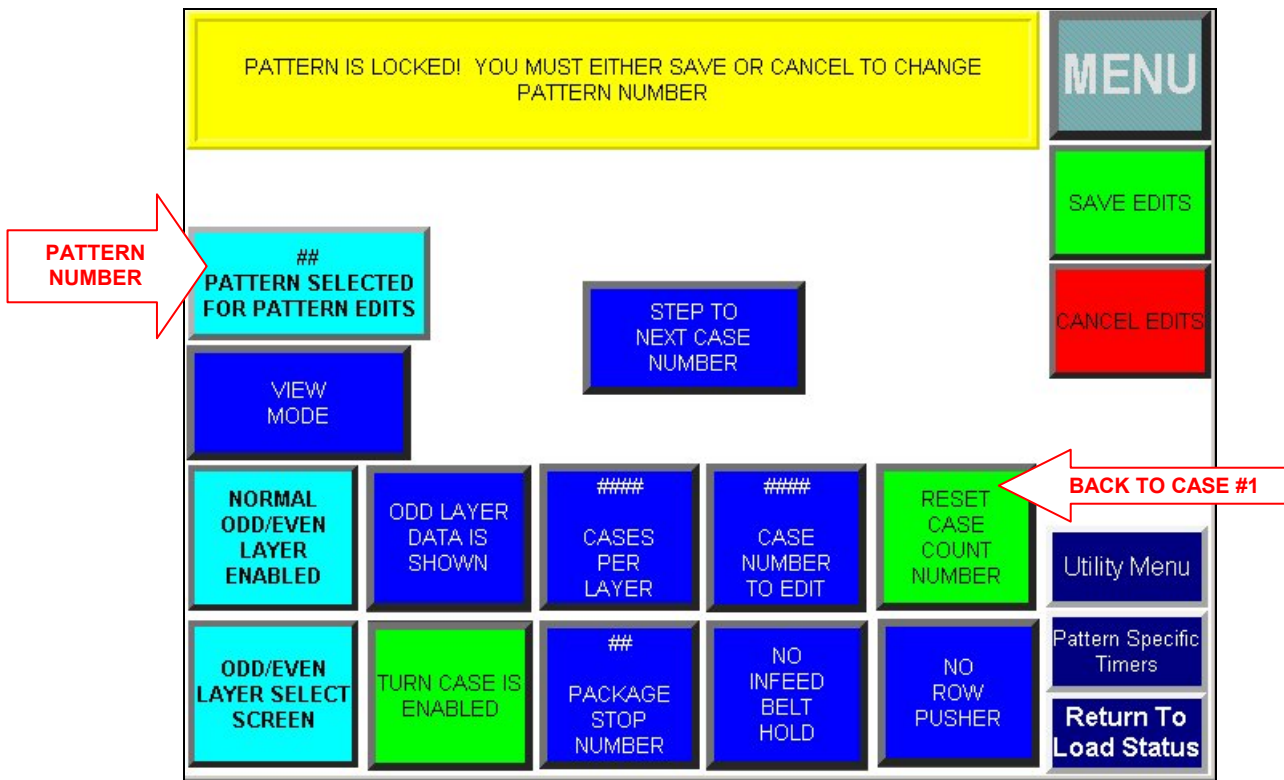 PATTERN IS LOCKED! YOU MUST EITHER SAVE OR CANCEL TO CHANGE
PATTERN NUMBER
MENU
SAVE EDITS
CANCEL EDITS
PATTERN
NUMBER
##
PATTERN SELECTED
FOR PATTERN EDITS
STEP TO
NEXT CASE
NUMBER
VIEW
MODE
NORMAL
ODD/EVEN
LAYER
ENABLED
ODD LAYER
DATA IS
SHOWN
####
CASES
PER
LAYER
####
CASE
NUMBER
TO EDIT
RESET
CASE
COUNT
NUMBER
BACK TO CASE #1
Utility Menu
ODD/EVEN
LAYER SELECT
SCREEN
TURN CASE IS
ENABLED
##
PACKAGE
STOP
NUMBER
NO
INFEED
BELT
HOLD
NO
ROW
PUSHER
Pattern Specific
Timers
Return To
Load Status